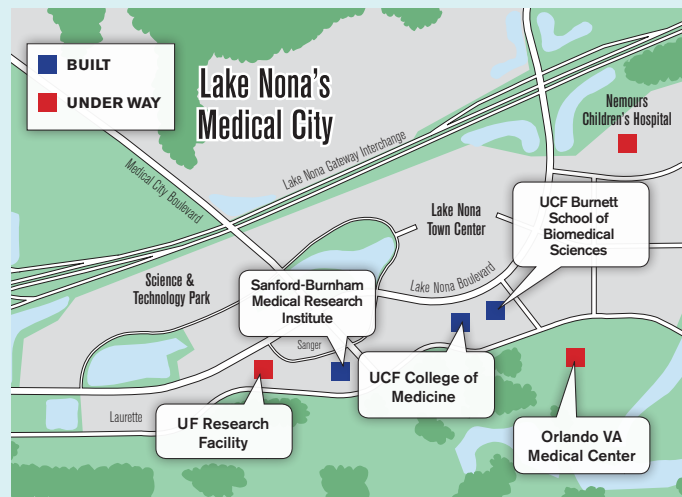 BUILT
UNDER WAY
Lake Nona's
Medical City
Nemours
Children's Hospital
Lake Nona Gateway Interchange
Medical City Boulevard
UCF Burnett
School of
Biomedical
Sciences
Lake Nona
Town Center
Science &
Technology Park
Sanford-Burnham
Medical Research
Institute
Lake Nona Boulevard
Sanger
UCF College of
Medicine
Laurette
UF Research
Facility
Orlando VA
Medical Center